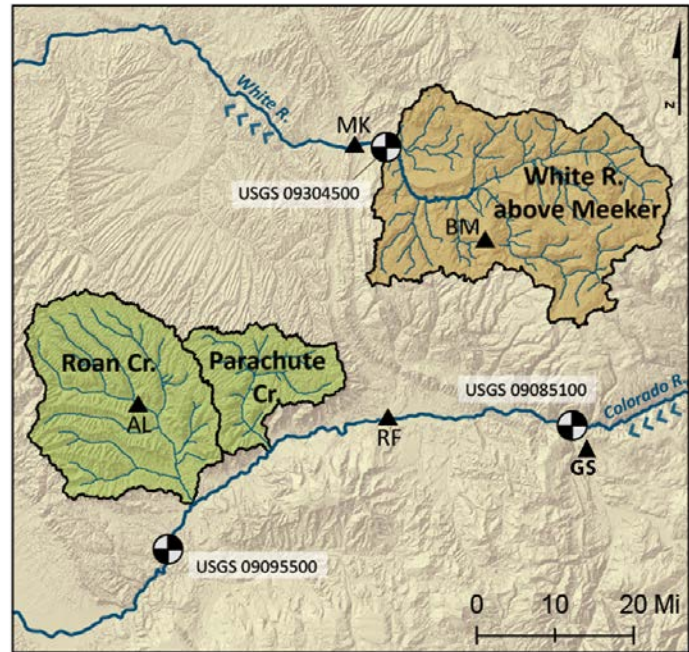 White R.
MK
USGS 09304500
White R.
above Meeker
BM
Roan Cr.
Parachute
Cr.
AL
USGS 09085100
Colorado R.
RF
GS
USGS 09095500
0 10 20 Mi
N